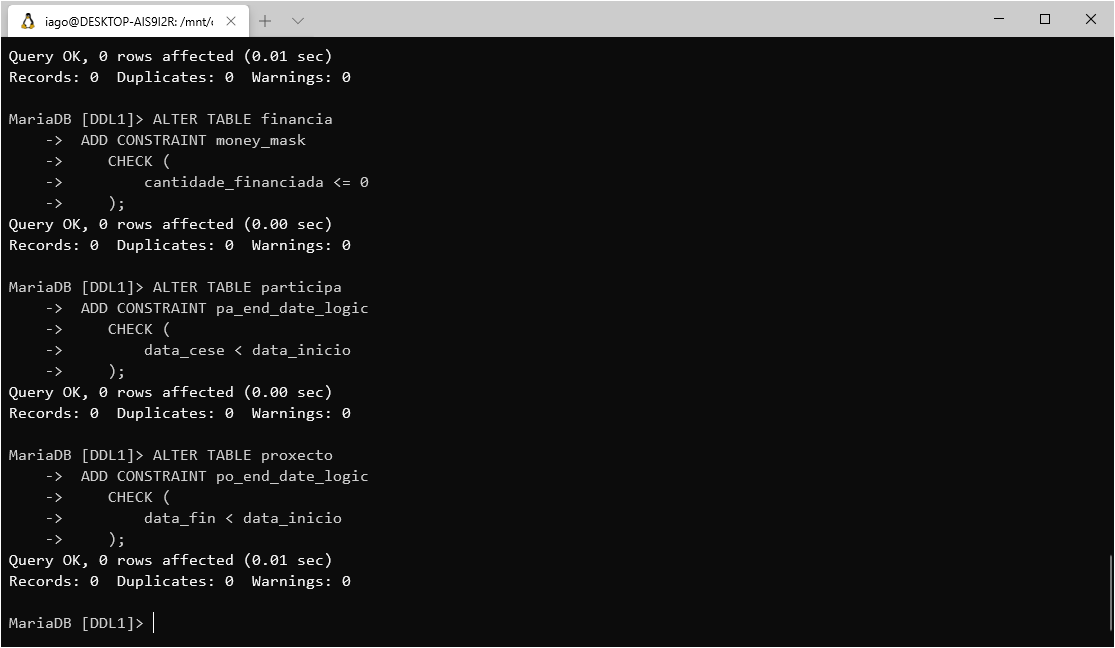 iago@DESKTOP-AIS9I2R: /mnt/
Query OK, 0 rows affected (0.01 sec)
Records: 0  Duplicates: 0  Warnings: 0
MariaDB [DDL1]> ALTER TABLE financia
    ->  ADD CONSTRAINT money_mask
    ->     CHECK (
    ->         cantidade_financiada <= 0
    ->     );
Query OK, 0 rows affected (0.00 sec)
Records: 0  Duplicates: 0  Warnings: 0
MariaDB [DDL1]> ALTER TABLE participa
    ->  ADD CONSTRAINT pa_end_date_logic
    ->     CHECK (
    ->         data_cese < data_inicio
    ->     );
Query OK, 0 rows affected (0.00 sec)
Records: 0  Duplicates: 0  Warnings: 0
MariaDB [DDL1]> ALTER TABLE proxecto
    ->  ADD CONSTRAINT po_end_date_logic
    ->     CHECK (
    ->         data_fin < data_inicio
    ->     );
Query OK, 0 rows affected (0.01 sec)
Records: 0  Duplicates: 0  Warnings: 0
MariaDB [DDL1]>